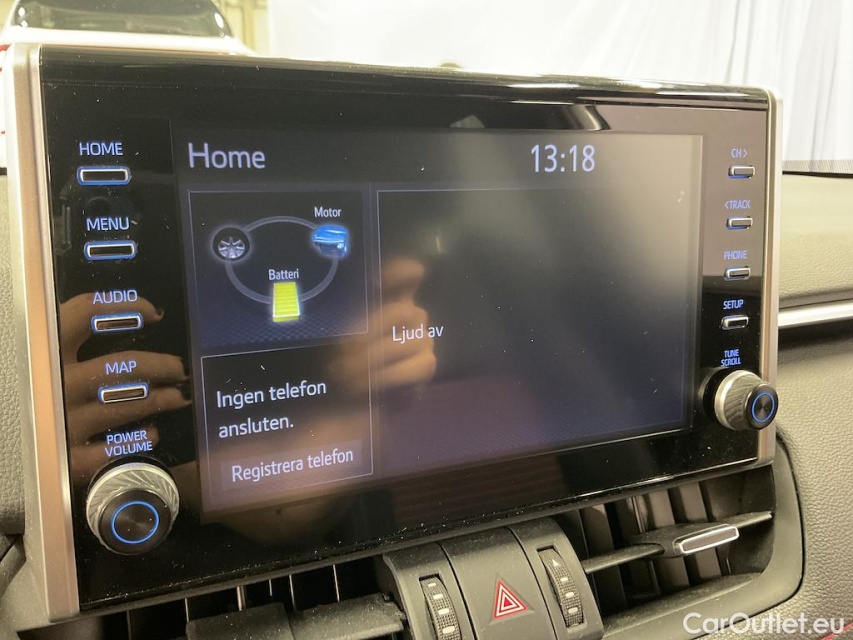 HOME
MENU
AUDIO
MAP
POWER
VOLUME
Home
13:18
Motor
Batteri
Ljud av
Ingen telefon
ansluten.
Registrera telefon
CH >
< TRACK
PHONE
SETUP
TUNE
SCROLL
CarOutlet.eu